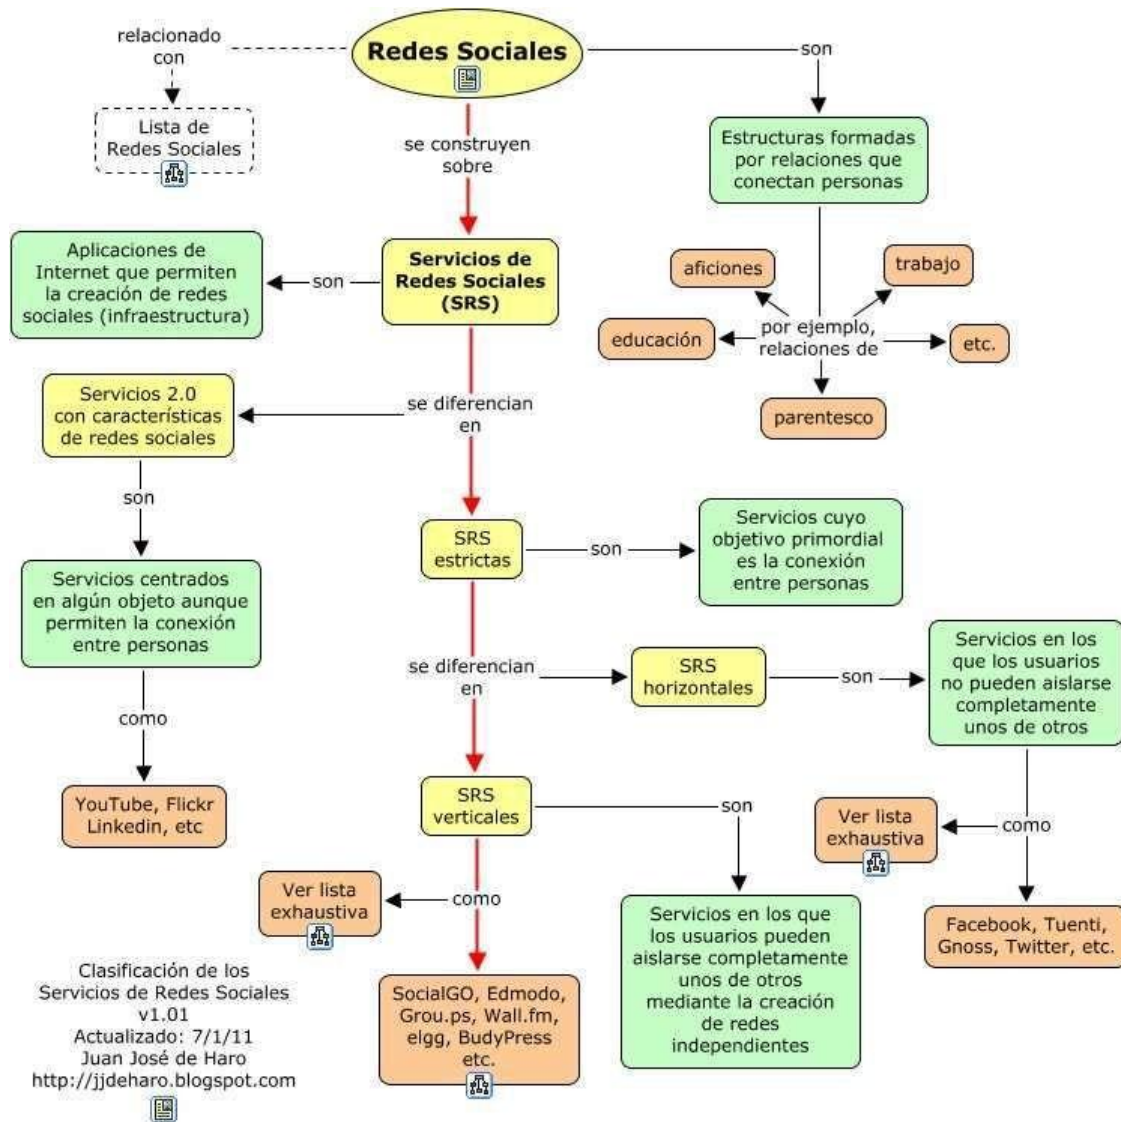 relacionado
con
Redes Sociales
son
Lista de
Redes Sociales
se construyen
sobre
Estructuras formadas
por relaciones que
conectan personas
Aplicaciones de
Internet que permiten
la creación de redes
sociales (infraestructura)
son
Servicios de
Redes Sociales
(SRS)
aficiones
trabajo
educación
por ejemplo,
relaciones de
etc.
parentesco
Servicios 2.0
con características
de redes sociales
se diferencian
en
son
SRS
estrictas
son
Servicios cuyo
objetivo primordial
es la conexión
entre personas
Servicios centrados
en algún objeto aunque
permiten la conexión
entre personas
se diferencian
en
SRS
horizontales
son
Servicios en los
que los usuarios
no pueden aislarse
completamente
unos de otros
como
YouTube, Flickr
Linkedin, etc
SRS
verticales
son
Ver lista
exhaustiva
como
Ver lista
exhaustiva
como
Servicios en los que
los usuarios pueden
aislarse completamente
unos de otros
mediante la creación
de redes
independientes
Facebook, Tuenti,
Gnoss, Twitter, etc.
SocialGO, Edmodo,
Grou.ps, Wall.fm,
elgg, BudyPress
etc.
Clasificación de los
Servicios de Redes Sociales
v1.01
Actualizado: 7/1/11
Juan José de Haro
http://jjdeharo.blogspot.com